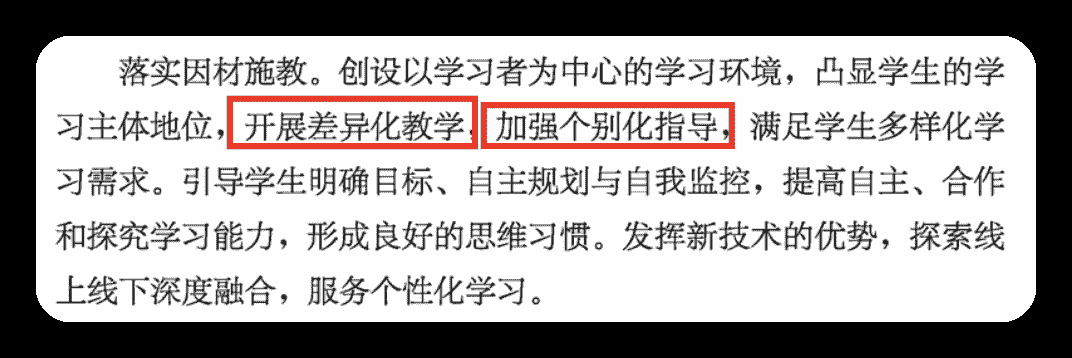 落实因材施教。创设以学习者为中心的学习环境，凸显学生的学
习主体地位，开展差异化教学，加强个别化指导，满足学生多样化学
习需求。引导学生明确目标、自主规划与自我监控，提高自主、合作
和探究学习能力，形成良好的思维习惯。发挥新技术的优势，探索线
上线下深度融合，服务个性化学习。